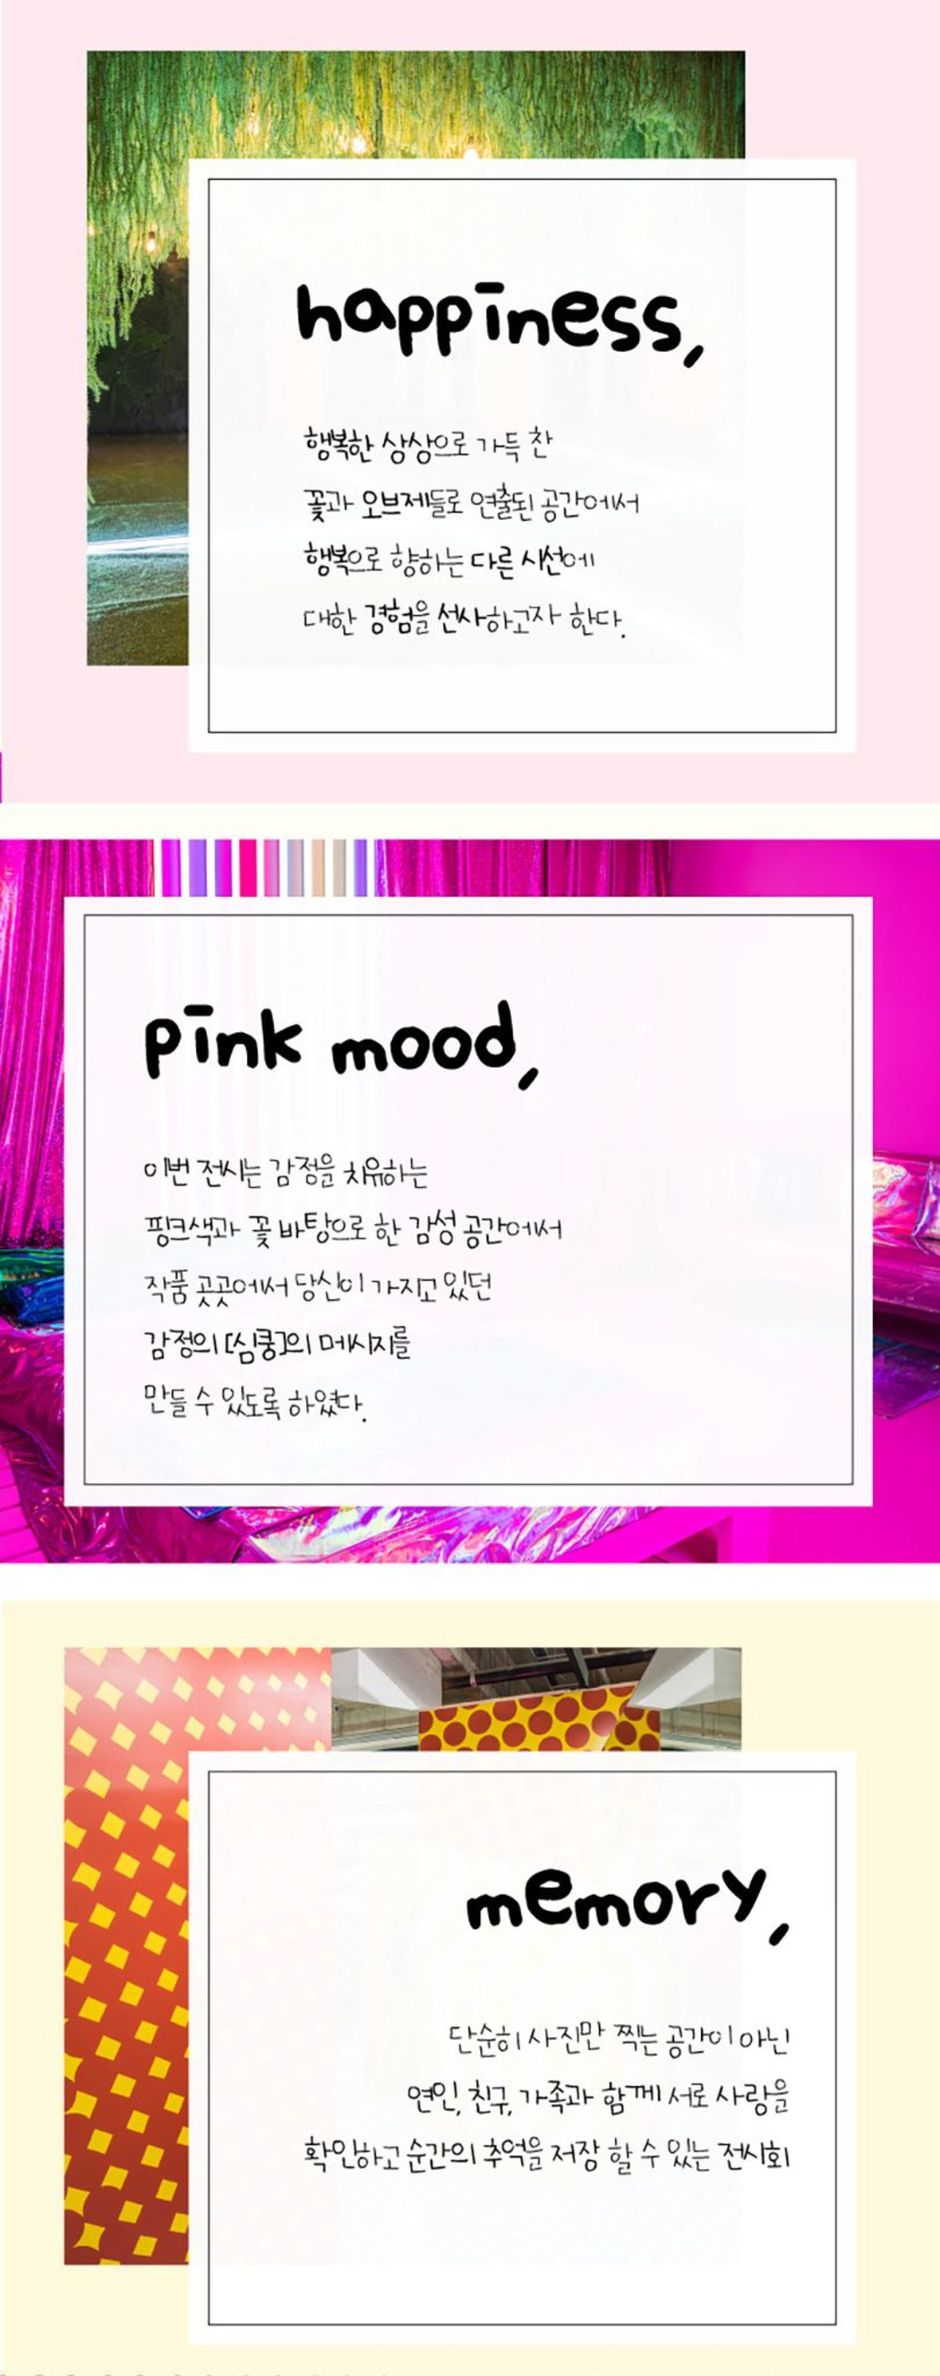 happiness,
행복한 상상으로 가득 찬
꽃과 오브제들로 연출된 공간에서
행복으로 향하는 다른 시선에
대한 경험을 선사하고자 한다.
pink mood,
이번 전시는 감정을 치유하는
핑크색과 꽃 바탕으로 한 감성 공간에서
작품 곳곳에서 당신이 가지고 있던
감정의 [심쿵]의 메시지를
만들 수 있도록 하였다.
memory,
단순히 사진만 찍는 공간이 아닌
연인, 친구, 가족과 함께 서로 사랑을
확인하고 순간의 추억을 저장 할 수 있는 전시회